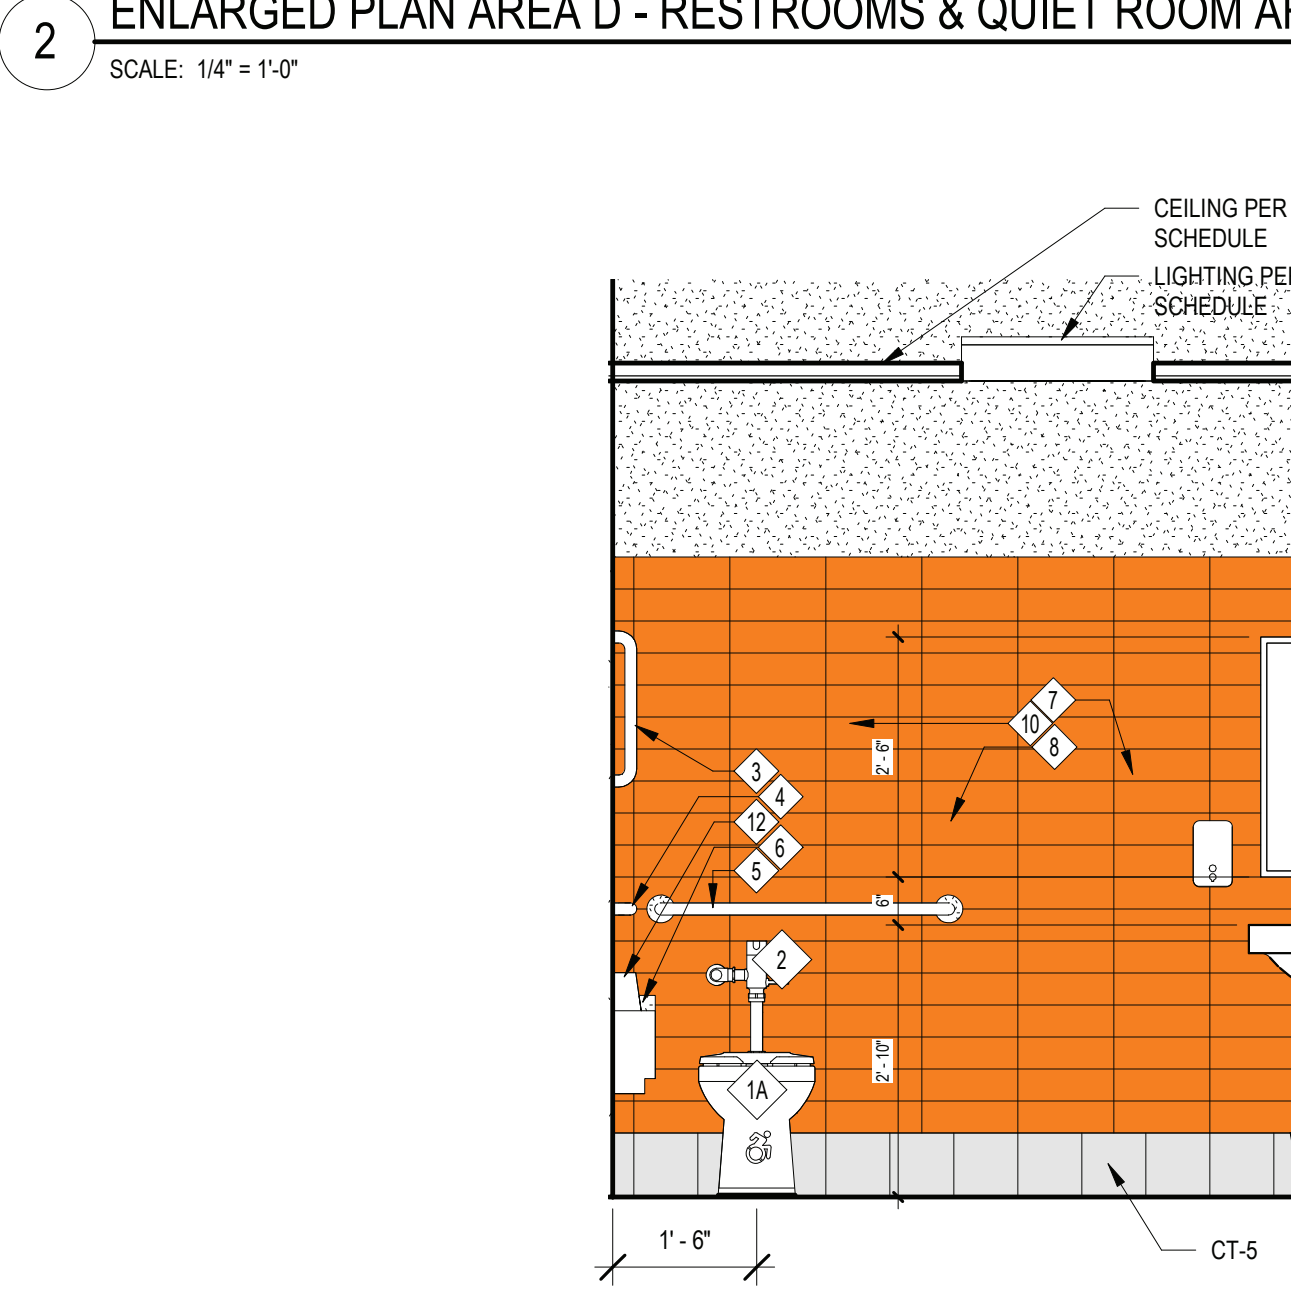 2
ENLARGED PLAN AREA D - RESTROOMS & QUIET ROOM
SCALE: 1/4" = 1'-0"
CEILING PER
SCHEDULE
LIGHTING PER
SCHEDULE
7
10
8
2' - 6"
3
4
12
6
5
6"
2
2' - 10"
1A
1' - 6"
CT-5